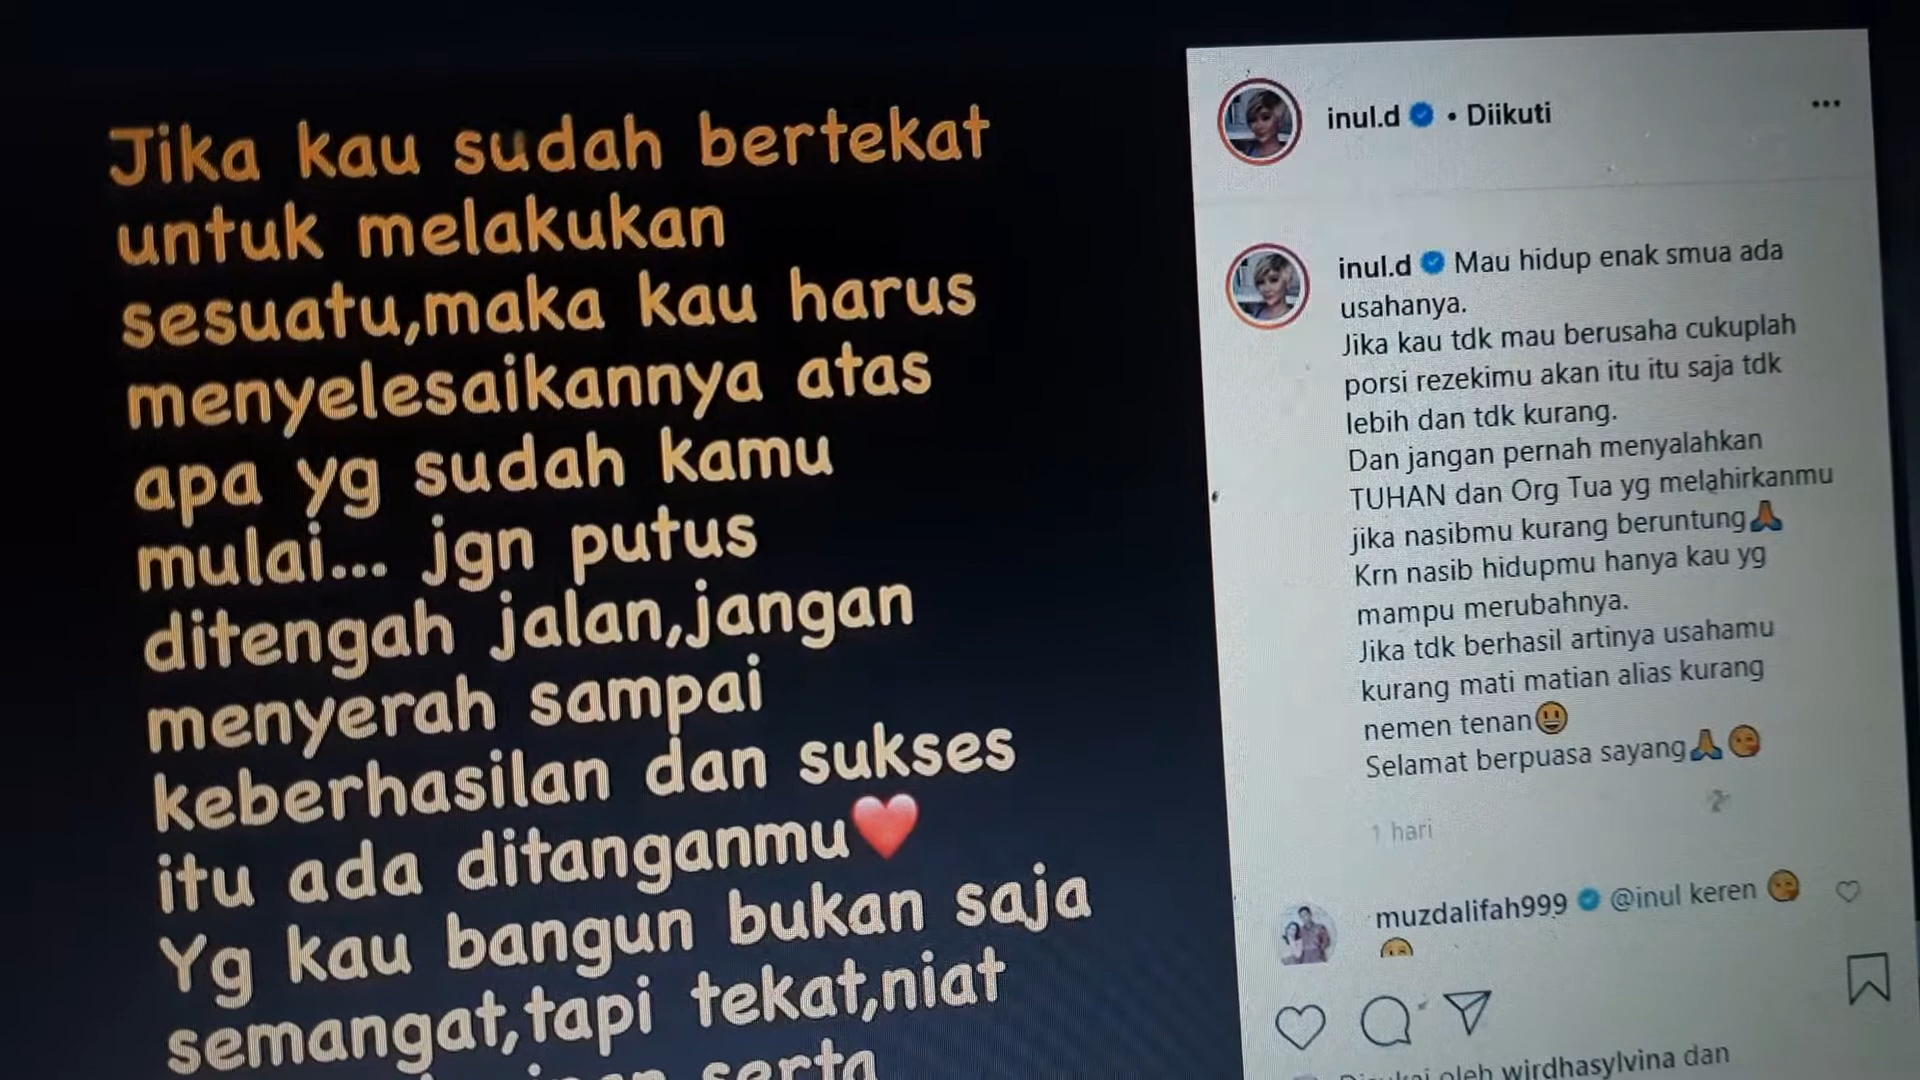 Jika kau sudah bertekat
untuk melakukan
sesuatu,maka kau harus
menyelesaikannya atas
apa yg sudah kamu
mulai... jgn putus
ditengah jalan,jangan
menyerah sampai
keberhasilan dan sukses
itu ada ditanganmu❤️
Yg kau bangun bukan saja
semangat,tapi tekat,niat
serta
inul.d • Diikuti
inul.d Mau hidup enak smua ada
usahanya.
Jika kau tdk mau berusaha cukuplah
porsi rezekimu akan itu itu saja tdk
lebih dan tdk kurang.
Dan jangan pernah menyalahkan
TUHAN dan Org Tua yg melahirkanmu
jika nasibmu kurang beruntung🙏
Krn nasib hidupmu hanya kau yg
mampu merubahnya.
Jika tdk berhasil artinya usahamu
kurang mati matian alias kurang
nemen tenan😃
Selamat berpuasa sayang🙏😘
1 hari
muzdalifah999 @inul keren 😘
oleh wirdhasylvina dan